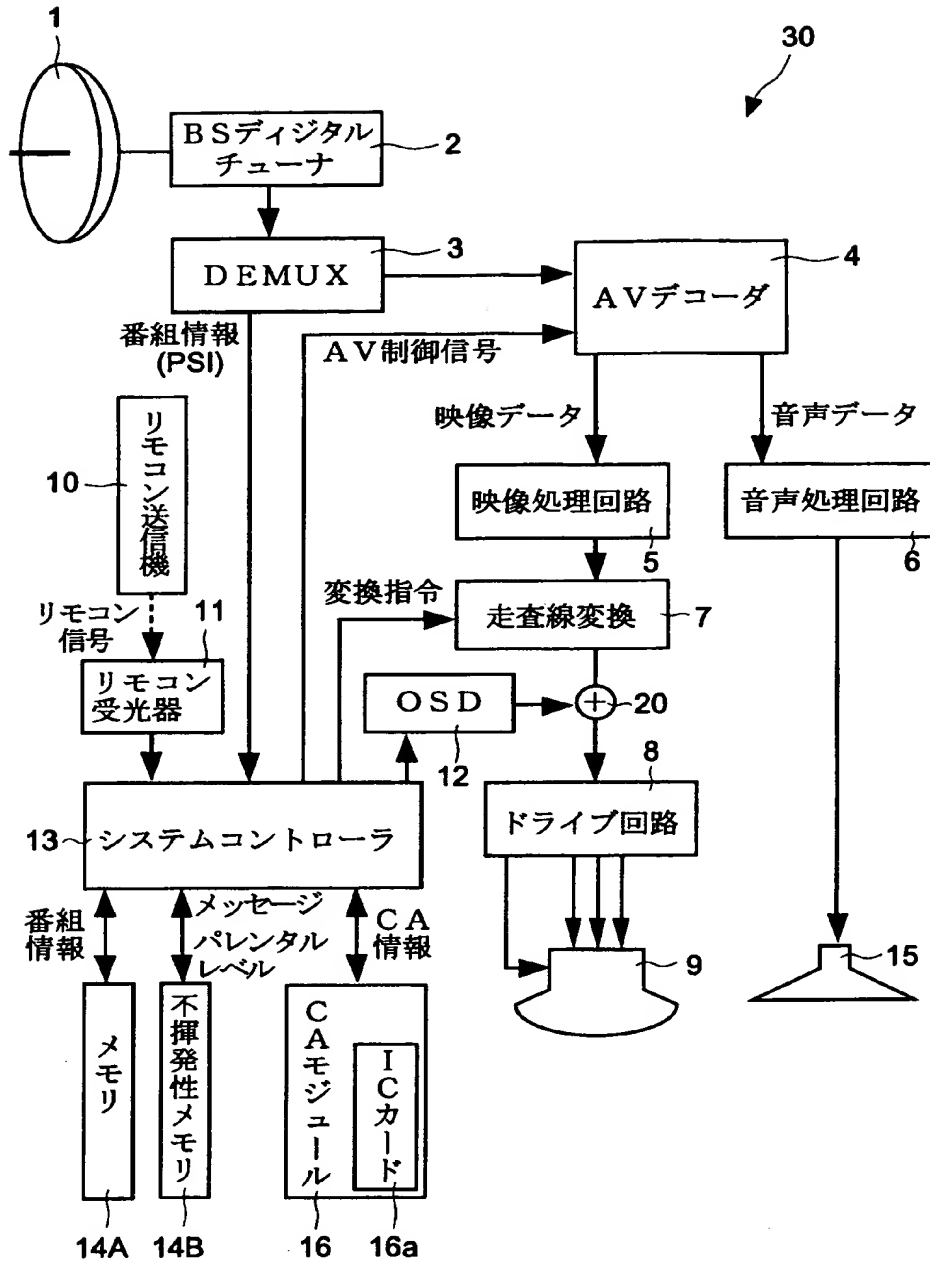 1
30
BSディジタル
チューナ
2
DEMUX
3
AVデコーダ
4
番組情報
(PSI)
AV制御信号
映像データ
音声データ
リモコン送信機
10
映像処理回路
5
音声処理回路
6
リモコン
信号
11
変換指令
走査線変換
7
リモコン
受光器
OSD
12
+
20
8
ドライブ回路
13
システムコントローラ
番組
情報
メッセージ
パレンタル
レベル
CA
情報
9
15
メモリ
不揮発性メモリ
CAモジュール
ICカード
14A
14B
16
16a